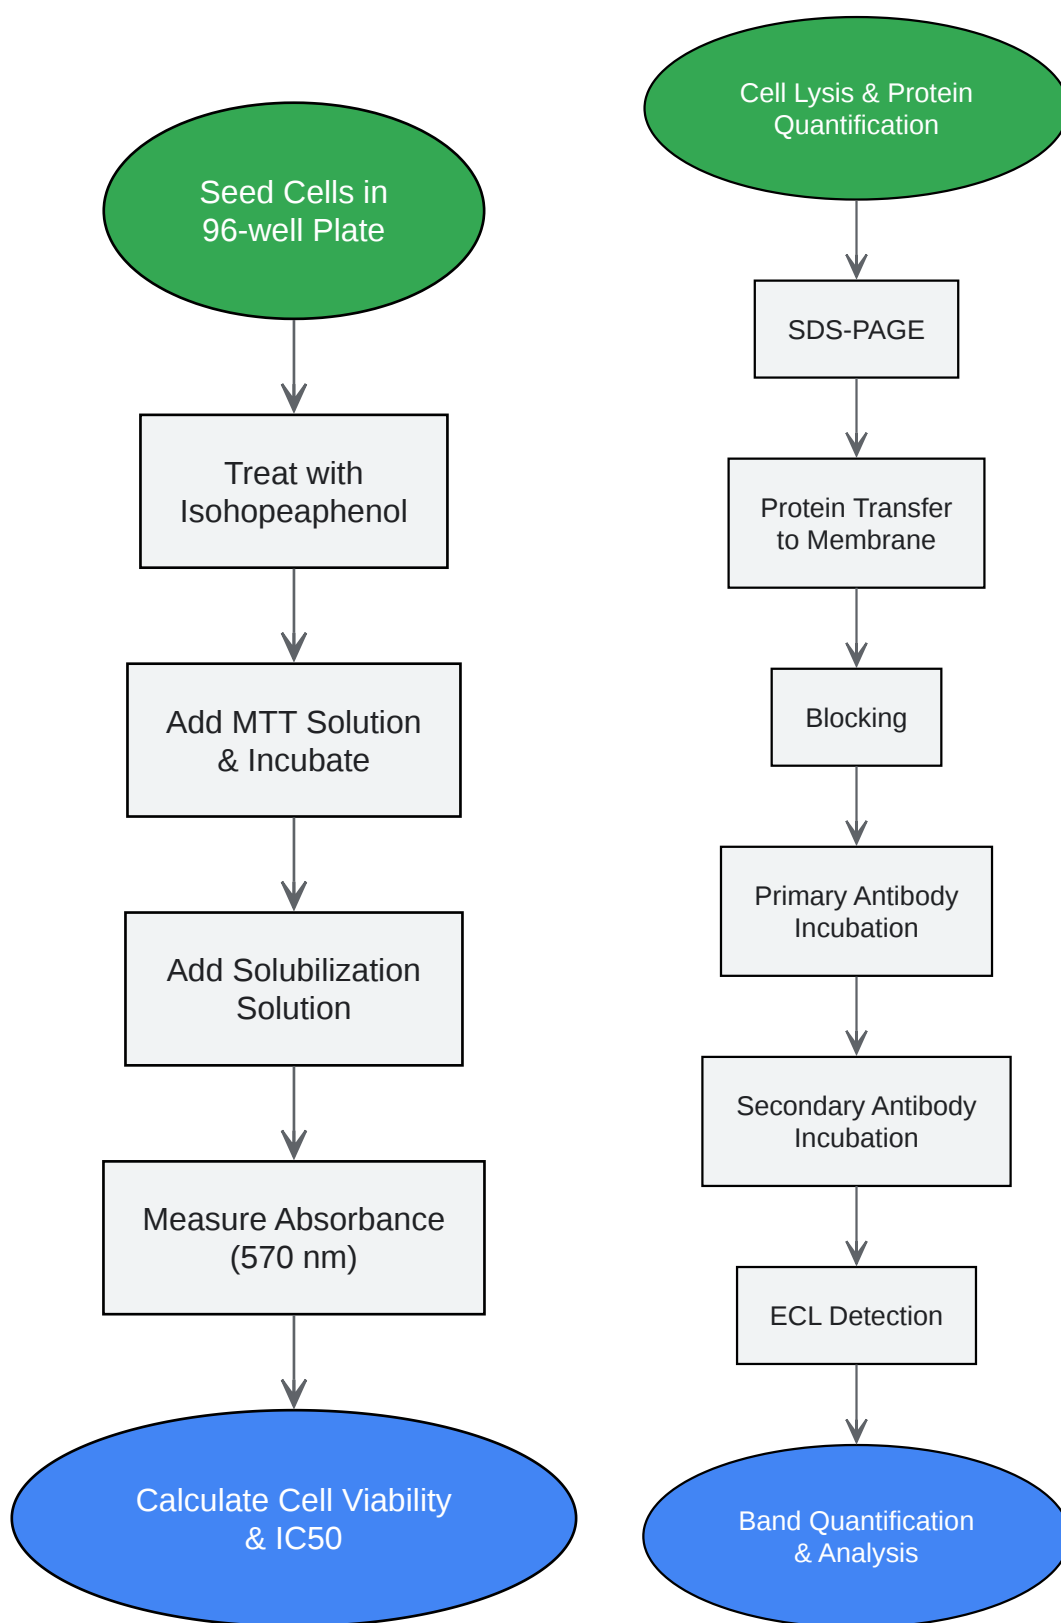 Seed Cells in
96-well Plate
Treat with
Isohopeaphenol
Add MTT Solution
& Incubate
Add Solubilization
Solution
Measure Absorbance
(570 nm)
Calculate Cell Viability
& IC50
Cell Lysis & Protein
Quantification
SDS-PAGE
Protein Transfer
to Membrane
Blocking
Primary Antibody
Incubation
Secondary Antibody
Incubation
ECL Detection
Band Quantification
& Analysis